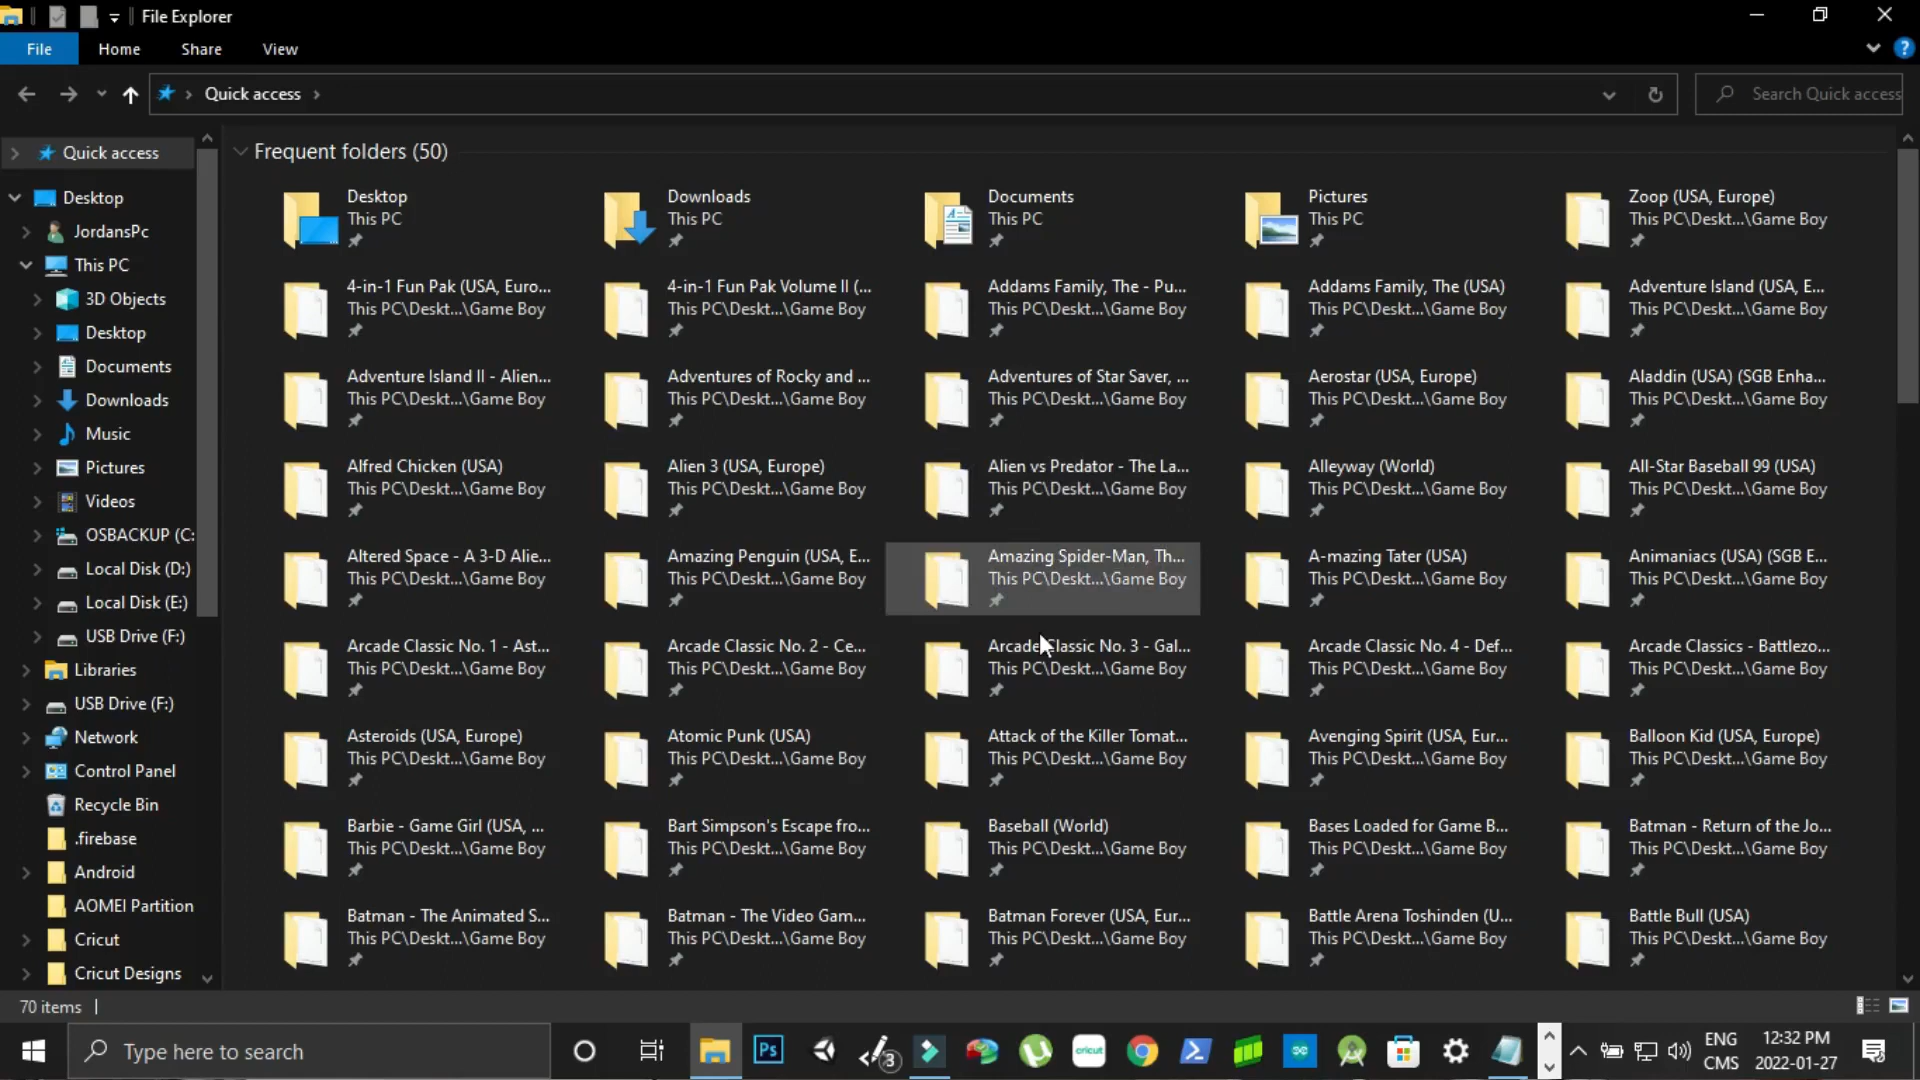 File Explorer
File Home Share View
Quick access
Search Quick access
Quick access
Desktop
JordansPc
This PC
3D Objects
Desktop
Documents
Downloads
Music
Pictures
Videos
OSBACKUP (C:
Local Disk (D:)
Local Disk (E:)
USB Drive (F:)
Libraries
USB Drive (F:)
Network
Control Panel
Recycle Bin
.firebase
Android
AOMEI Partition
Cricut
Cricut Designs
Frequent folders (50)
Desktop Downloads Documents Pictures Zoop (USA, Europe)
This PC This PC This PC This PC This PC\Deskt...\Game Boy
4-in-1 Fun Pak (USA, Euro... 4-in-1 Fun Pak Volume II (... Addams Family, The - Pu... Addams Family, The (USA) Adventure Island (USA, E...
This PC\Deskt...\Game Boy This PC\Deskt...\Game Boy This PC\Deskt...\Game Boy This PC\Deskt...\Game Boy This PC\Deskt...\Game Boy
Adventure Island II - Alien... Adventures of Rocky and ... Adventures of Star Saver, ... Aerostar (USA, Europe) Aladdin (USA) (SGB Enha...
This PC\Deskt...\Game Boy This PC\Deskt...\Game Boy This PC\Deskt...\Game Boy This PC\Deskt...\Game Boy This PC\Deskt...\Game Boy
Alfred Chicken (USA) Alien 3 (USA, Europe) Alien vs Predator - The La... Alleyway (World) All-Star Baseball 99 (USA)
This PC\Deskt...\Game Boy This PC\Deskt...\Game Boy This PC\Deskt...\Game Boy This PC\Deskt...\Game Boy This PC\Deskt...\Game Boy
Altered Space - A 3-D Alie... Amazing Penguin (USA, E... Amazing Spider-Man, Th... A-mazing Tater (USA) Animaniacs (USA) (SGB E...
This PC\Deskt...\Game Boy This PC\Deskt...\Game Boy This PC\Deskt...\Game Boy This PC\Deskt...\Game Boy This PC\Deskt...\Game Boy
Arcade Classic No. 1 - Ast... Arcade Classic No. 2 - Ce... Arcade Classic No. 3 - Gal... Arcade Classic No. 4 - Def... Arcade Classics - Battlezo...
This PC\Deskt...\Game Boy This PC\Deskt...\Game Boy This PC\Deskt...\Game Boy This PC\Deskt...\Game Boy This PC\Deskt...\Game Boy
Asteroids (USA, Europe) Atomic Punk (USA) Attack of the Killer Tomat... Avenging Spirit (USA, Eur... Balloon Kid (USA, Europe)
This PC\Deskt...\Game Boy This PC\Deskt...\Game Boy This PC\Deskt...\Game Boy This PC\Deskt...\Game Boy This PC\Deskt...\Game Boy
Barbie - Game Girl (USA, ... Bart Simpson's Escape fro... Baseball (World) Bases Loaded for Game B... Batman - Return of the Jo...
This PC\Deskt...\Game Boy This PC\Deskt...\Game Boy This PC\Deskt...\Game Boy This PC\Deskt...\Game Boy This PC\Deskt...\Game Boy
Batman - The Animated S... Batman - The Video Gam... Batman Forever (USA, Eur... Battle Arena Toshinden (U... Battle Bull (USA)
This PC\Deskt...\Game Boy This PC\Deskt...\Game Boy This PC\Deskt...\Game Boy This PC\Deskt...\Game Boy This PC\Deskt...\Game Boy
70 items
Type here to search
Ps
3
cricut
ENG
CMS
12:32 PM
2022-01-27